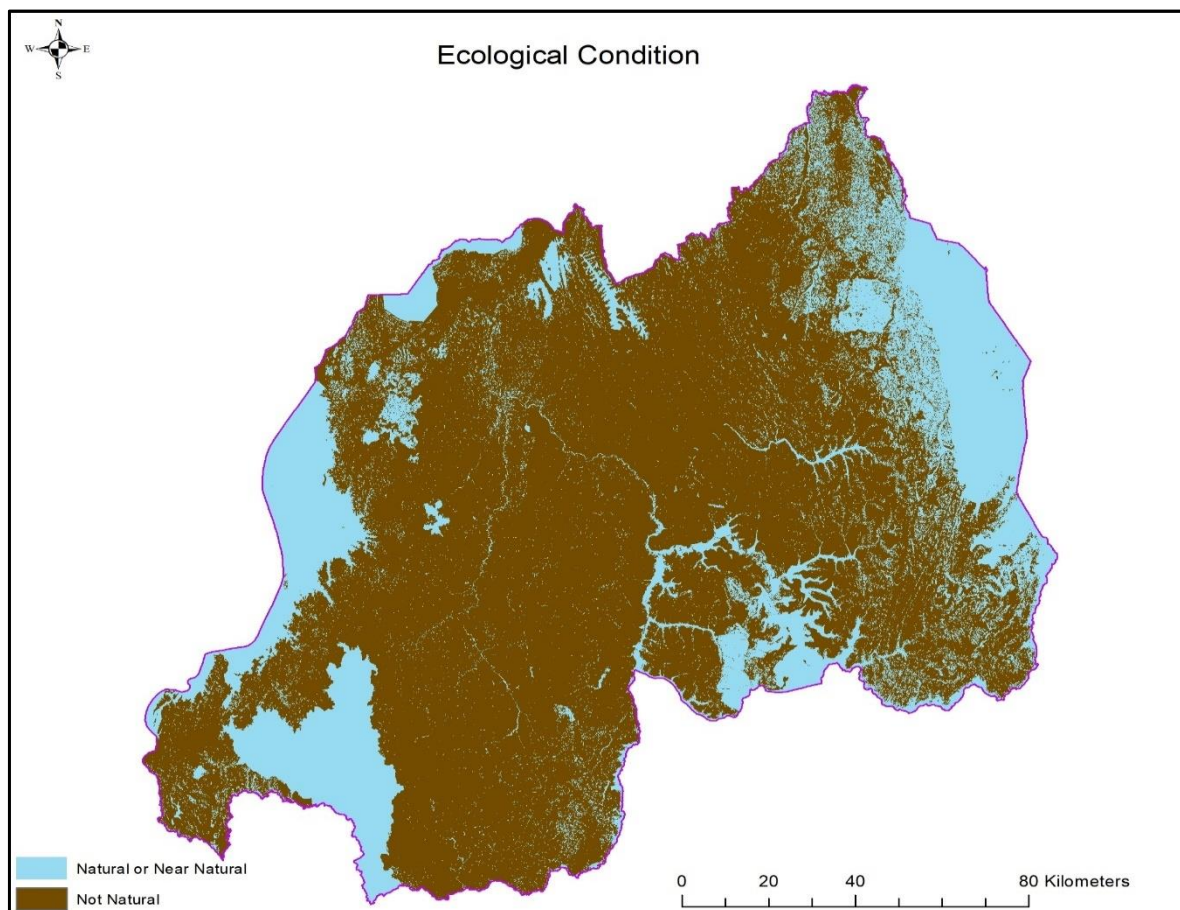 N
W E
S
Ecological Condition
Natural or Near Natural
Not Natural
0 20 40 80 Kilometers